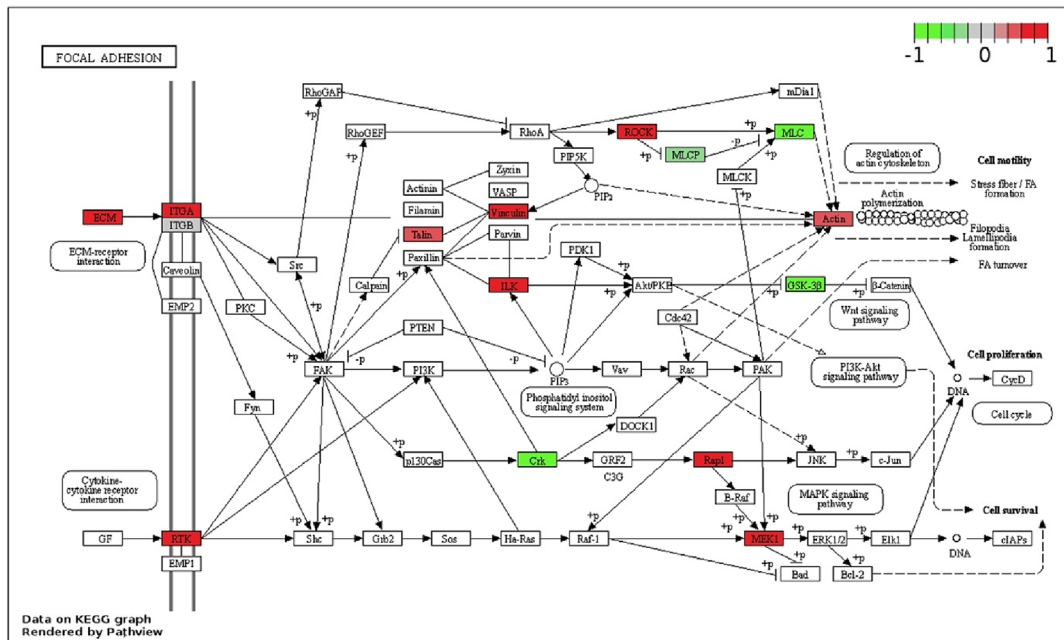 -1 0 1
FOCAL ADHESION
RhoGAP
mDia1
+p
RhoGEF
RhoA
ROCK
+p
-p
MLC
+p
+p
MLCP
+p
PIP5K
MLCK
Regulation of
actin cytoskeleton
Cell motility
Zyxin
Actinin
VASP
PIP2
Stress fiber / FA
formation
Actin
polymerization
ECM
ITGA
ITGB
Filamin
Vinculin
Actin
Talin
Parvin
Filopodia
Lamellipodia
formation
ECM-receptor
interaction
Src
Paxillin
PDK1
FA turnover
Caveolin
Calpain
+p
+p
+p
+p
ILK
Akt/PKB
GSK-3β
+p
β-Catenin
EMP2
PKC
Wnt signaling
pathway
PTEN
Cdc42
+p
-p
-p
Cell proliferation
FAK
PI3K
PIP3
Vav
Rac
PAK
PI3K-Akt
signaling pathway
DNA
CycD
Phosphatidyl inositol
signaling system
Fyn
Cell cycle
DOCK1
+p
+p
p130Cas
Crk
GRF2
Rap1
JNK
+p
c-Jun
C3G
Cytokine-
cytokine receptor
interaction
B-Raf
MAPK signaling
pathway
+p
+p
+p
+p
+p
Cell survival
GF
RTK
Shc
Grb2
Sos
Ha-Ras
Raf-1
+p
MEK1
+p
ERK1/2
+p
Elk1
DNA
cIAPs
EMP1
+p
Bad
+p
Bcl-2
Data on KEGG graph
Rendered by Pathview